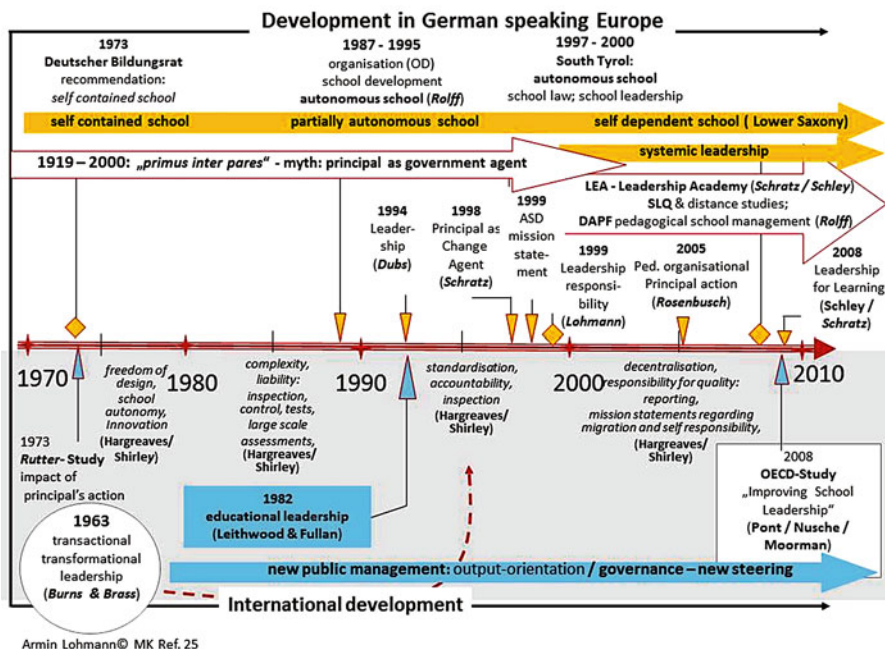 Development in German speaking Europe
1973
Deutscher Bildungsrat
recommendation:
self contained school
1987 - 1995
organisation (OD)
school development
autonomous school (Rolff)
1997 - 2000
South Tyrol:
autonomous school
school law; school leadership
self contained school
partially autonomous school
self dependent school ( Lower Saxony)
systemic leadership
1919 – 2000: „primus inter pares“ - myth: principal as government agent
LEA - Leadership Academy (Schratz / Schley)
SLQ & distance studies;
DAPF pedagogical school management (Rolff)
1994
Leader-
ship
(Dubs)
1998
Principal as
Change
Agent
(Schratz)
1999
ASD
mission
state-
ment
1999
Leadership
responsi-
bility
(Lohmann)
2005
Ped. organisational
Principal action
(Rosenbusch)
2008
Leadership
for Learning
(Schley /
Schratz)
1970
1980
1990
2000
2010
freedom of
design,
school
autonomy,
Innovation
(Hargreaves/
Shirley)
complexity,
liability:
inspection,
control, tests,
large scale
assessments,
(Hargreaves/
Shirley)
standardisation,
accountability,
inspection
(Hargreaves/
Shirley)
decentralisation,
responsibility for quality:
reporting,
mission statements regarding
migration and self responsibility,
(Hargreaves/
Shirley)
1973
Rutter- Study
impact of
principal's action
1963
transactional
transformational
leadership
(Burns & Brass)
1982
educational leadership
(Leithwood & Fullan)
2008
OECD-Study
„Improving School
Leadership“
(Pont / Nusche /
Moorman)
new public management: output-orientation / governance – new steering
International development
Armin Lohmann© MK Ref. 25